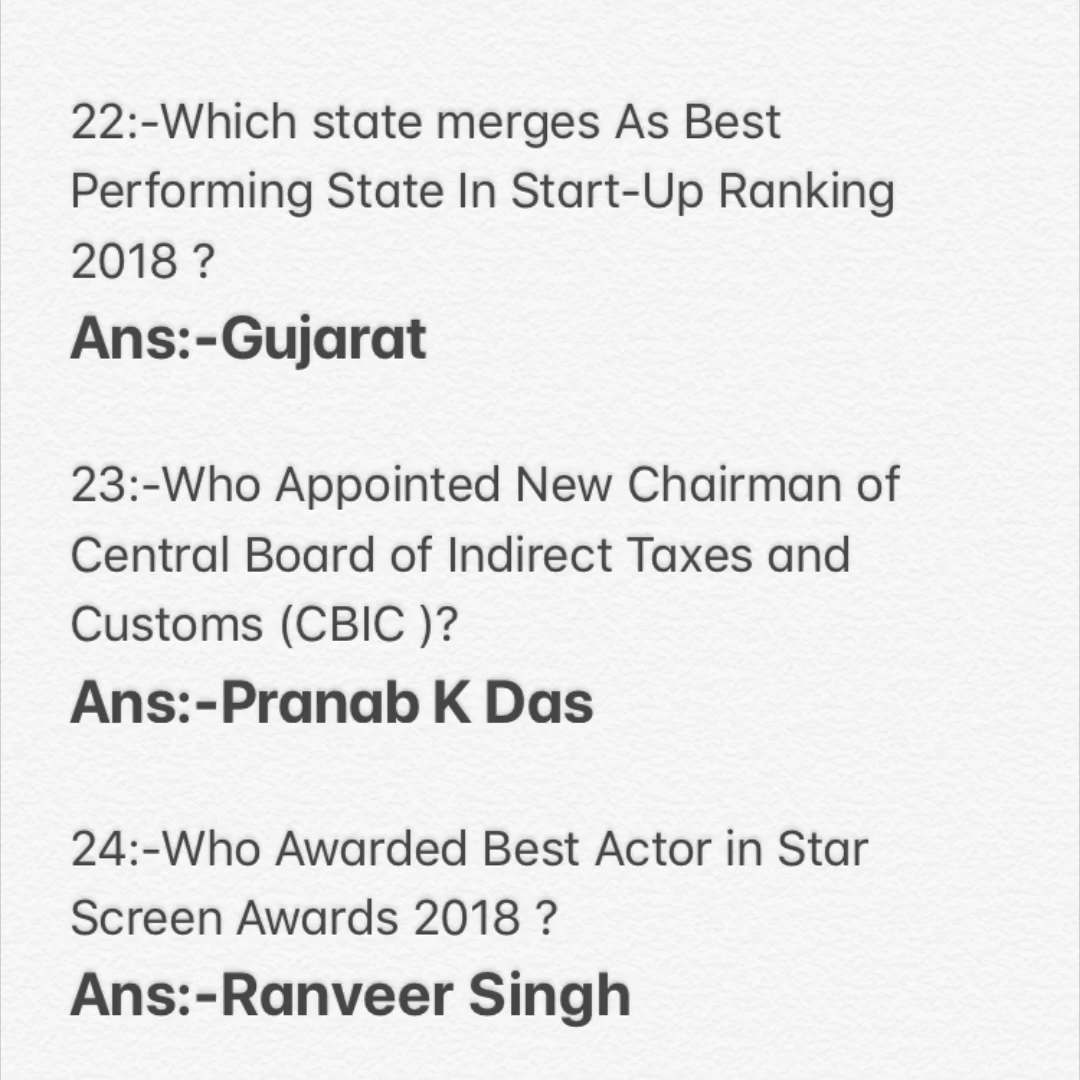 22:-Which state merges As Best
Performing State In Start-Up Ranking
2018 ?
Ans:-Gujarat
23:-Who Appointed New Chairman of
Central Board of Indirect Taxes and
Customs (CBIC )?
Ans:-Pranab K Das
24:-Who Awarded Best Actor in Star
Screen Awards 2018 ?
Ans:-Ranveer Singh